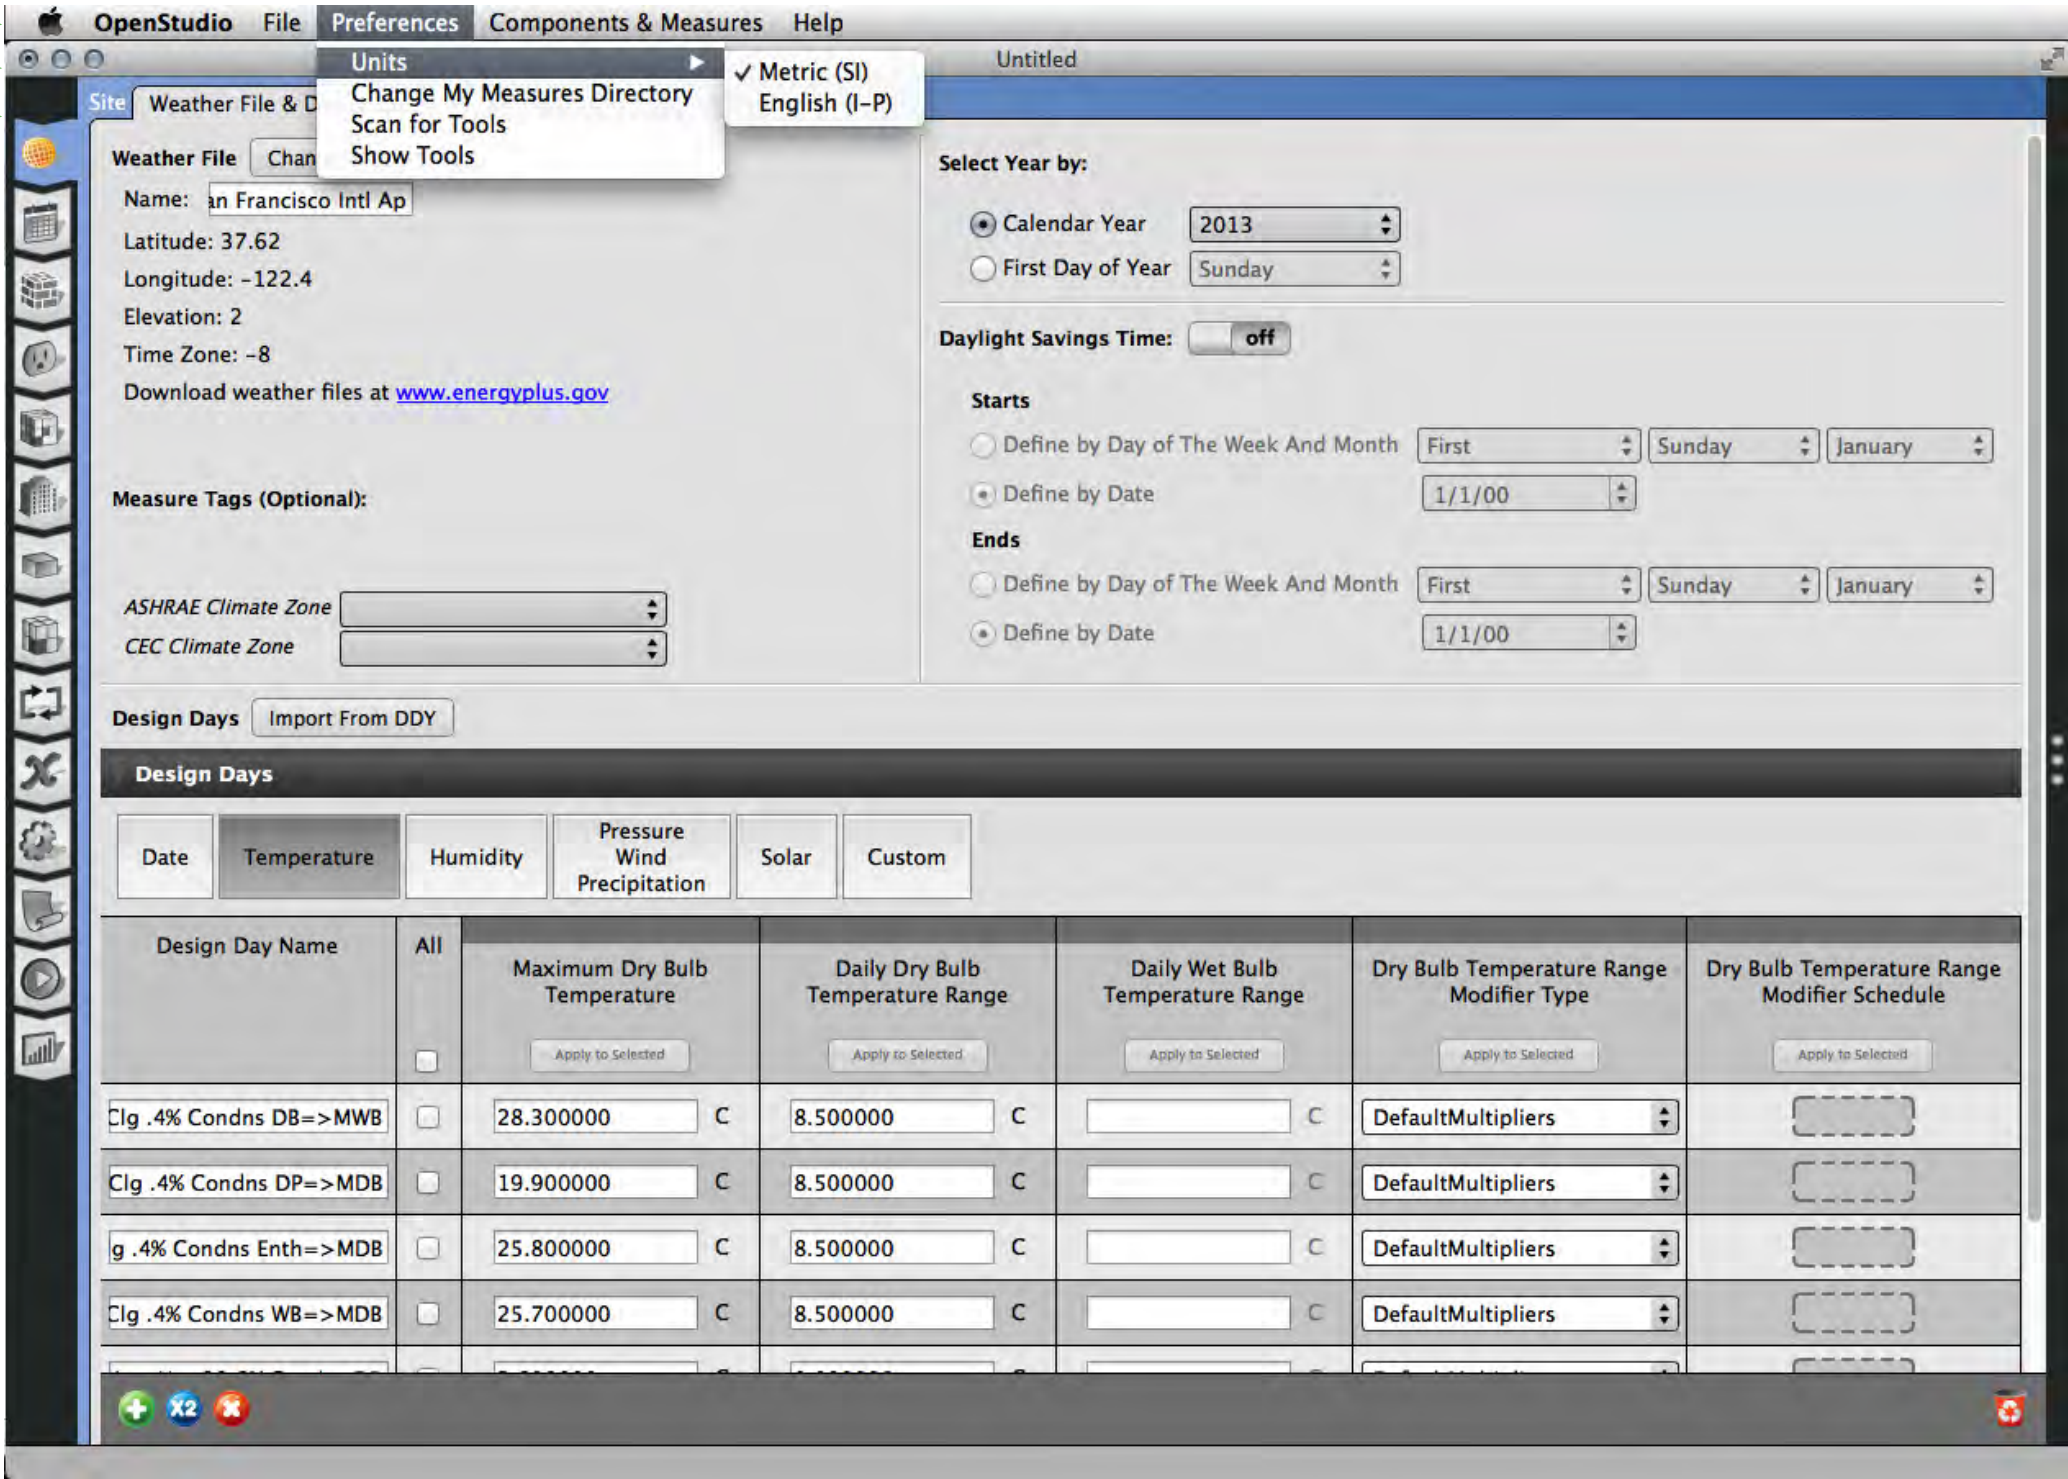 OpenStudio File Preferences Components & Measures Help
Untitled
Units
Metric (SI)
English (I-P)
Change My Measures Directory
Scan for Tools
Show Tools
Site Weather File & D
Weather File Chan
Name: an Francisco Intl Ap
Latitude: 37.62
Longitude: -122.4
Elevation: 2
Time Zone: -8
Download weather files at www.energyplus.gov
Measure Tags (Optional):
ASHRAE Climate Zone
CEC Climate Zone
Select Year by:
Calendar Year 2013
First Day of Year Sunday
Daylight Savings Time: off
Starts
Define by Day of The Week And Month First Sunday January
Define by Date 1/1/00
Ends
Define by Day of The Week And Month First Sunday January
Define by Date 1/1/00
Design Days Import From DDY
Design Days
Date Temperature Humidity Pressure Wind Precipitation Solar Custom
Design Day Name
All
Maximum Dry Bulb
Temperature
Apply to Selected
Daily Dry Bulb
Temperature Range
Apply to Selected
Daily Wet Bulb
Temperature Range
Apply to Selected
Dry Bulb Temperature Range
Modifier Type
Apply to Selected
Dry Bulb Temperature Range
Modifier Schedule
Apply to Selected
Clg .4% Condns DB=>MWB 28.300000 C 8.500000 C C DefaultMultipliers
Clg .4% Condns DP=>MDB 19.900000 C 8.500000 C C DefaultMultipliers
g .4% Condns Enth=>MDB 25.800000 C 8.500000 C C DefaultMultipliers
Clg .4% Condns WB=>MDB 25.700000 C 8.500000 C C DefaultMultipliers
X2